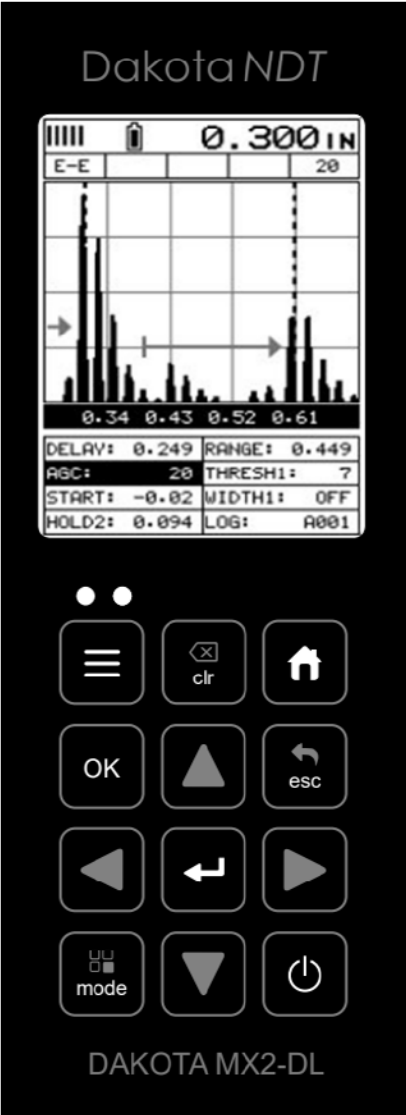 Dakota NDT
0.300 IN
E-E 20
0.34 0.43 0.52 0.61
DELAY: 0.249 RANGE: 0.449
AGC: 20 THRESH1: 7
START: -0.02 WIDTH1: OFF
HOLD2: 0.094 LOG: A001
clr
OK
esc
mode
DAKOTA MX2-DL